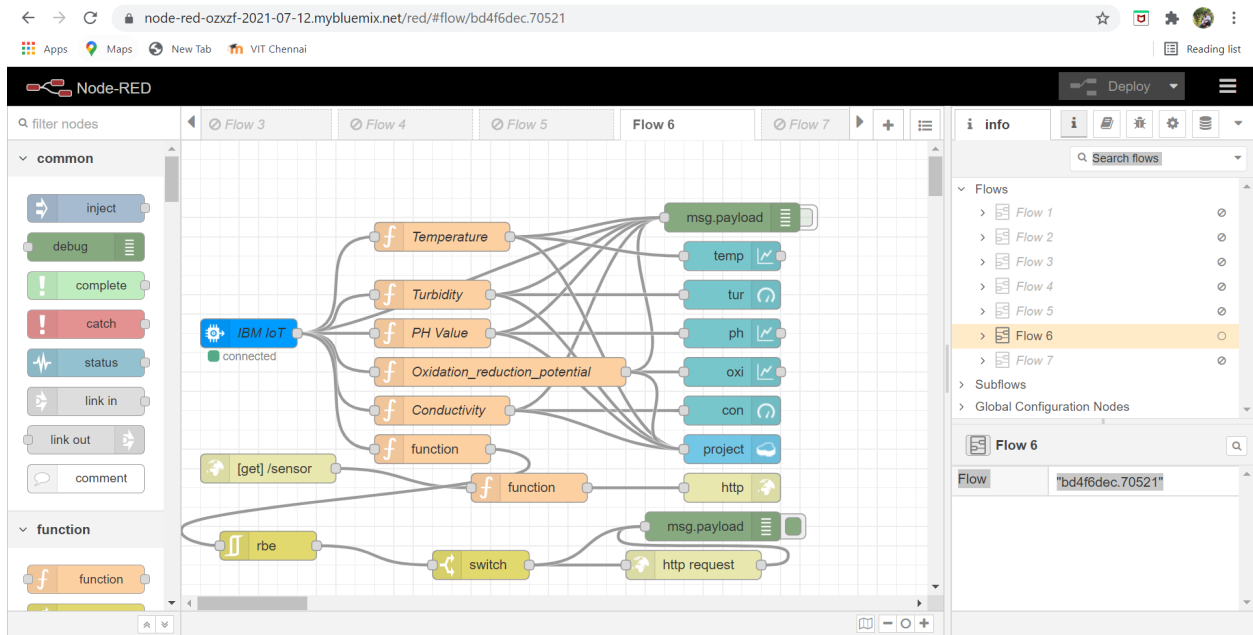 node-red-ozxzf-2021-07-12.mybluemix.net/red/#flow/bd4f6dec.70521
Apps Maps New Tab VIT Chennai Reading list
Node-RED Deploy
filter nodes Flow 3 Flow 4 Flow 5 Flow 6 Flow 7 i info i
common
inject
debug
complete
catch
status
link in
link out
comment
function
function
Temperature
Turbidity
IBM IoT
connected
PH Value
Oxidation_reduction_potential
Conductivity
function
[get] /sensor
function
rbe
switch
msg.payload
temp
tur
ph
oxi
con
project
http
msg.payload
http request
Search flows
Flows
Flow 1
Flow 2
Flow 3
Flow 4
Flow 5
Flow 6
Flow 7
Subflows
Global Configuration Nodes
Flow 6
Flow "bd4f6dec.70521"